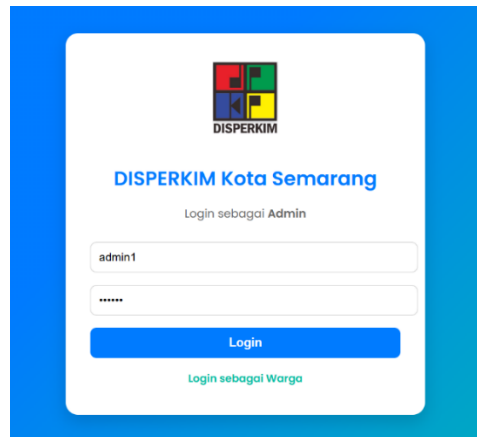 DISPERKIM
DISPERKIM Kota Semarang
Login sebagai Admin
admin1
••••••
Login
Login sebagai Warga